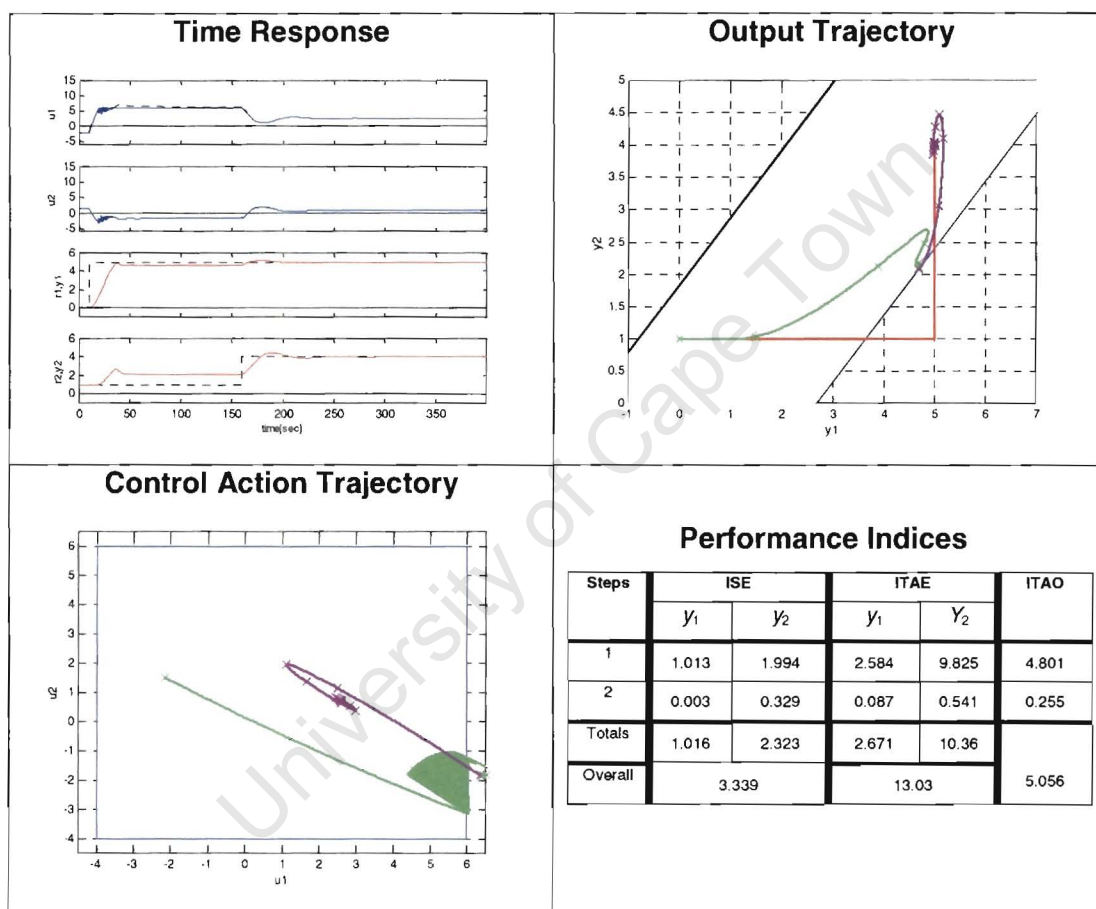 Time Response
15
10
5
0
-5
u1
15
10
5
0
-5
u2
6
4
2
0
r1,y1
6
4
2
0
r2,y2
0 50 100 150 200 250 300 350
time[sec]
Output Trajectory
5
4.5
4
3.5
3
2.5
2
1.5
1
0.5
0
y2
-1 0 1 2 3 4 5 6 7
y1
Control Action Trajectory
6
5
4
3
2
1
0
-1
-2
-3
-4
u2
-4 -3 -2 -1 0 1 2 3 4 5 6
u1
Performance Indices
Steps ISE ITAE ITAO
y1 y2 y1 Y2
1 1.013 1.994 2.584 9.825 4.801
2 0.003 0.329 0.087 0.541 0.255
Totals 1.016 2.323 2.671 10.36
Overall 3.339 13.03 5.056
University of Cape Town